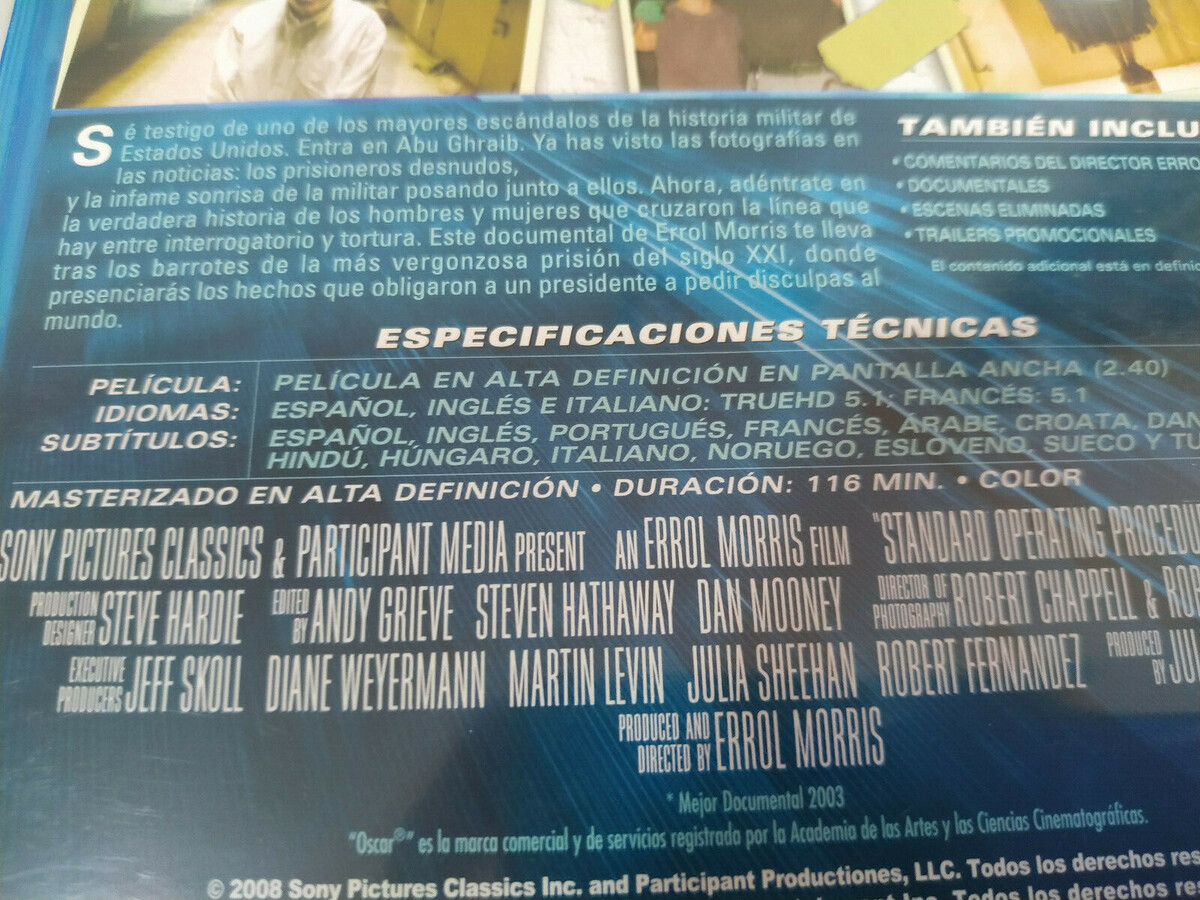 Sé testigo de uno de los mayores escándalos de la historia militar de
Estados Unidos. Entra en Abu Ghraib. Ya has visto las fotografías en
las noticias: los prisioneros desnudos,
y la infame sonrisa de la militar posando junto a ellos. Ahora, adéntrate en
la verdadera historia de los hombres y mujeres que cruzaron la línea que
hay entre interrogatorio y tortura. Este documental de Errol Morris te lleva
tras los barrotes de la más vergonzosa prisión del siglo XXI, donde
presenciarás los hechos que obligaron a un presidente a pedir disculpas al
mundo.
TAMBIÉN INCLU
• COMENTARIOS DEL DIRECTOR ERRO
• DOCUMENTALES
• ESCENAS ELIMINADAS
• TRAILERS PROMOCIONALES
El contenido adicional está en definic
ESPECIFICACIONES TÉCNICAS
PELÍCULA: PELÍCULA EN ALTA DEFINICIÓN EN PANTALLA ANCHA (2.40)
IDIOMAS: ESPAÑOL, INGLÉS E ITALIANO: TRUEHD 5.1; FRANCÉS: 5.1
SUBTÍTULOS: ESPAÑOL, INGLÉS, PORTUGUÉS, FRANCÉS, ÁRABE, CROATA, DAN
HINDÚ, HÚNGARO, ITALIANO, NORUEGO, ESLOVENO, SUECO Y TU
MASTERIZADO EN ALTA DEFINICIÓN • DURACIÓN: 116 MIN. • COLOR
SONY PICTURES CLASSICS & PARTICIPANT MEDIA PRESENT AN ERROL MORRIS FILM "STANDARD OPERATING PROCEDU
PRODUCTION DESIGNER STEVE HARDIE EDITED BY ANDY GRIEVE STEVEN HATHAWAY DAN MOONEY DIRECTOR OF PHOTOGRAPHY ROBERT CHAPPELL & RO
EXECUTIVE PRODUCERS JEFF SKOLL DIANE WEYERMANN MARTIN LEVIN JULIA SHEEHAN ROBERT FERNANDEZ PRODUCED BY JU
PRODUCED AND DIRECTED BY ERROL MORRIS
* Mejor Documental 2003
"Oscar®" es la marca comercial y de servicios registrada por la Academia de las Artes y las Ciencias Cinematográficas.
© 2008 Sony Pictures Classics Inc. and Participant Productiones, LLC. Todos los derechos res
Inc. Todos los derechos res